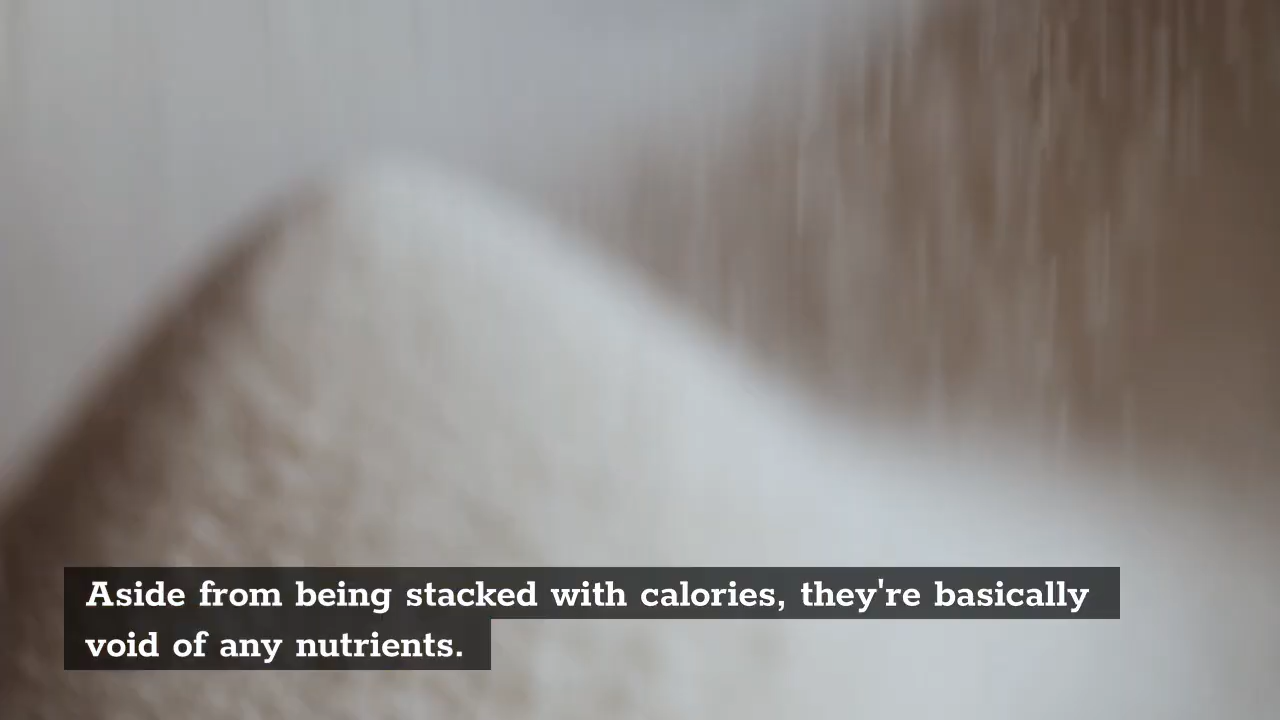 Aside from being stacked with calories, they're basically
void of any nutrients.